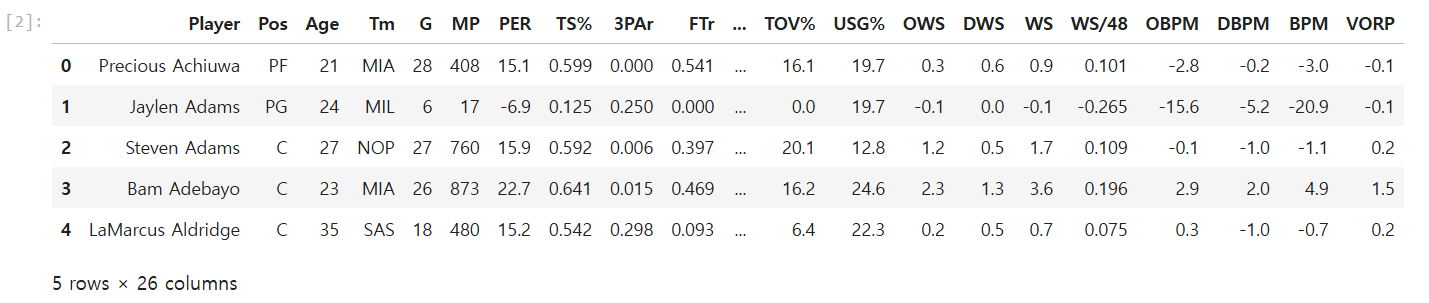 [2]: Player Pos Age Tm G MP PER TS% 3PAr FTr ... TOV% USG% OWS DWS WS WS/48 OBPM DBPM BPM VORP
0 Precious Achiuwa PF 21 MIA 28 408 15.1 0.599 0.000 0.541 ... 16.1 19.7 0.3 0.6 0.9 0.101 -2.8 -0.2 -3.0 -0.1
1 Jaylen Adams PG 24 MIL 6 17 -6.9 0.125 0.250 0.000 ... 0.0 19.7 -0.1 0.0 -0.1 -0.265 -15.6 -5.2 -20.9 -0.1
2 Steven Adams C 27 NOP 27 760 15.9 0.592 0.006 0.397 ... 20.1 12.8 1.2 0.5 1.7 0.109 -0.1 -1.0 -1.1 0.2
3 Bam Adebayo C 23 MIA 26 873 22.7 0.641 0.015 0.469 ... 16.2 24.6 2.3 1.3 3.6 0.196 2.9 2.0 4.9 1.5
4 LaMarcus Aldridge C 35 SAS 18 480 15.2 0.542 0.298 0.093 ... 6.4 22.3 0.2 0.5 0.7 0.075 0.3 -1.0 -0.7 0.2
5 rows × 26 columns